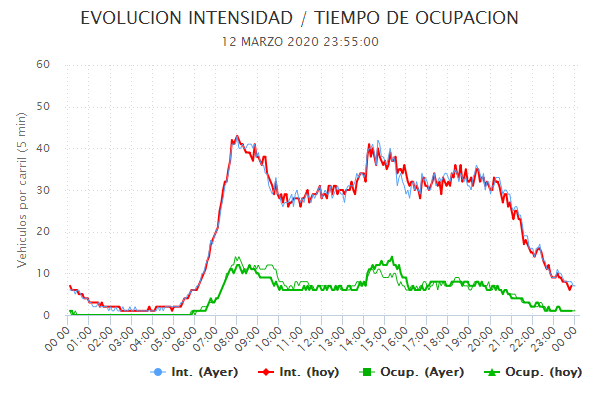 EVOLUCION INTENSIDAD / TIEMPO DE OCUPACION
12 MARZO 2020 23:55:00
Vehiculos por carril (5 min)
60
50
40
30
20
10
0
00:00 01:00 02:00 03:00 04:00 05:00 06:00 07:00 08:00 09:00 10:00 11:00 12:00 13:00 14:00 15:00 16:00 17:00 18:00 19:00 20:00 21:00 22:00 23:00 00:00
Int. (Ayer) Int. (hoy) Ocup. (Ayer) Ocup. (hoy)